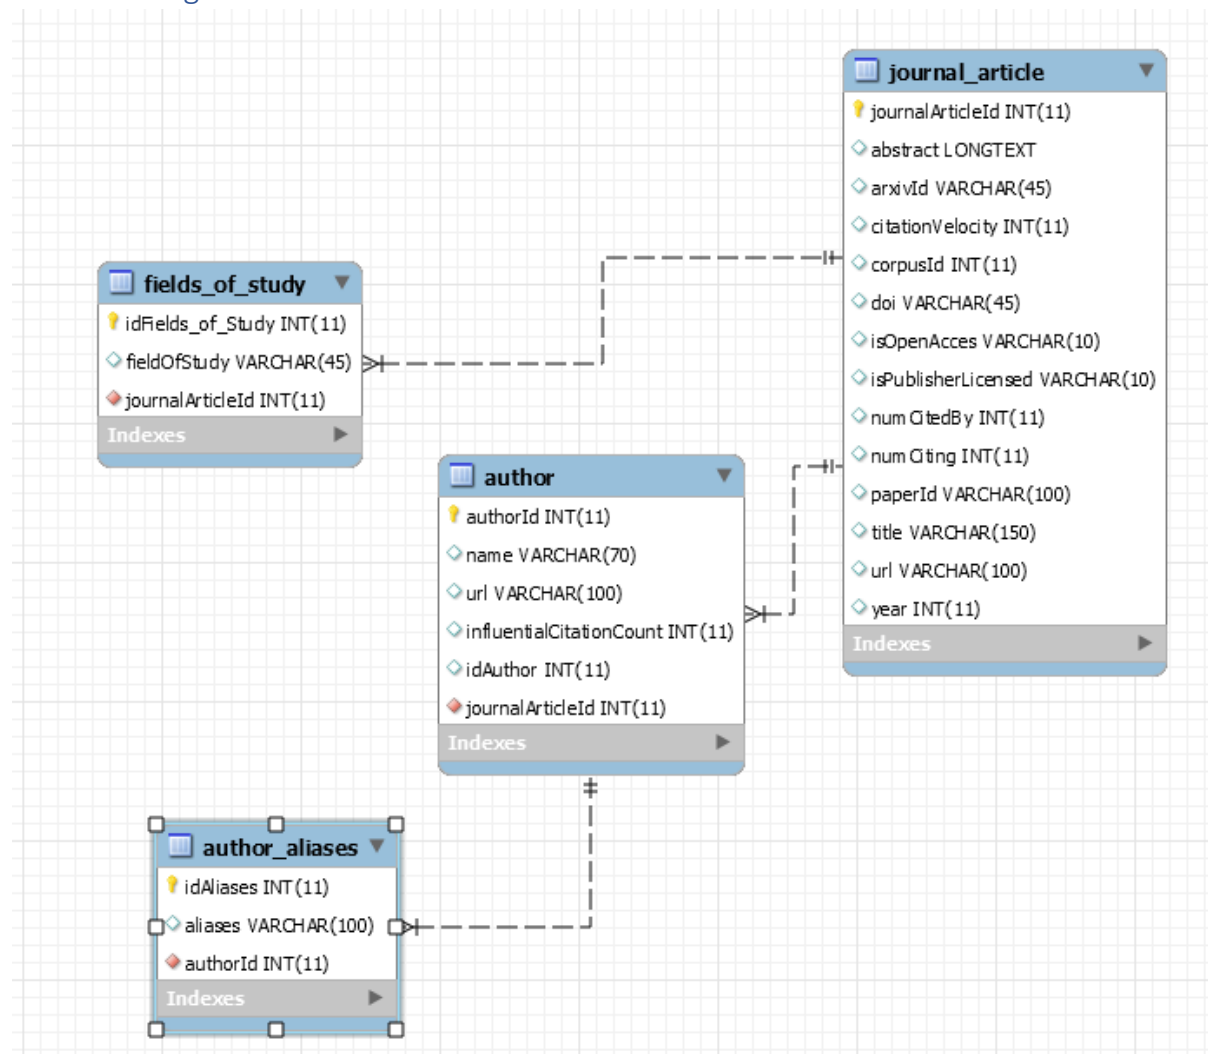 journal_article
journalArticleId INT(11)
abstract LONGTEXT
arxivId VARCHAR(45)
citationVelocity INT(11)
corpusId INT(11)
doi VARCHAR(45)
isOpenAcces VARCHAR(10)
isPublisherLicensed VARCHAR(10)
numCitedBy INT(11)
numCiting INT(11)
paperId VARCHAR(100)
title VARCHAR(150)
url VARCHAR(100)
year INT(11)
Indexes
fields_of_study
idFields_of_Study INT(11)
fieldOfStudy VARCHAR(45)
journalArticleId INT(11)
Indexes
author
authorId INT(11)
name VARCHAR(70)
url VARCHAR(100)
influentialCitationCount INT(11)
idAuthor INT(11)
journalArticleId INT(11)
Indexes
author_aliases
idAliases INT(11)
aliases VARCHAR(100)
authorId INT(11)
Indexes